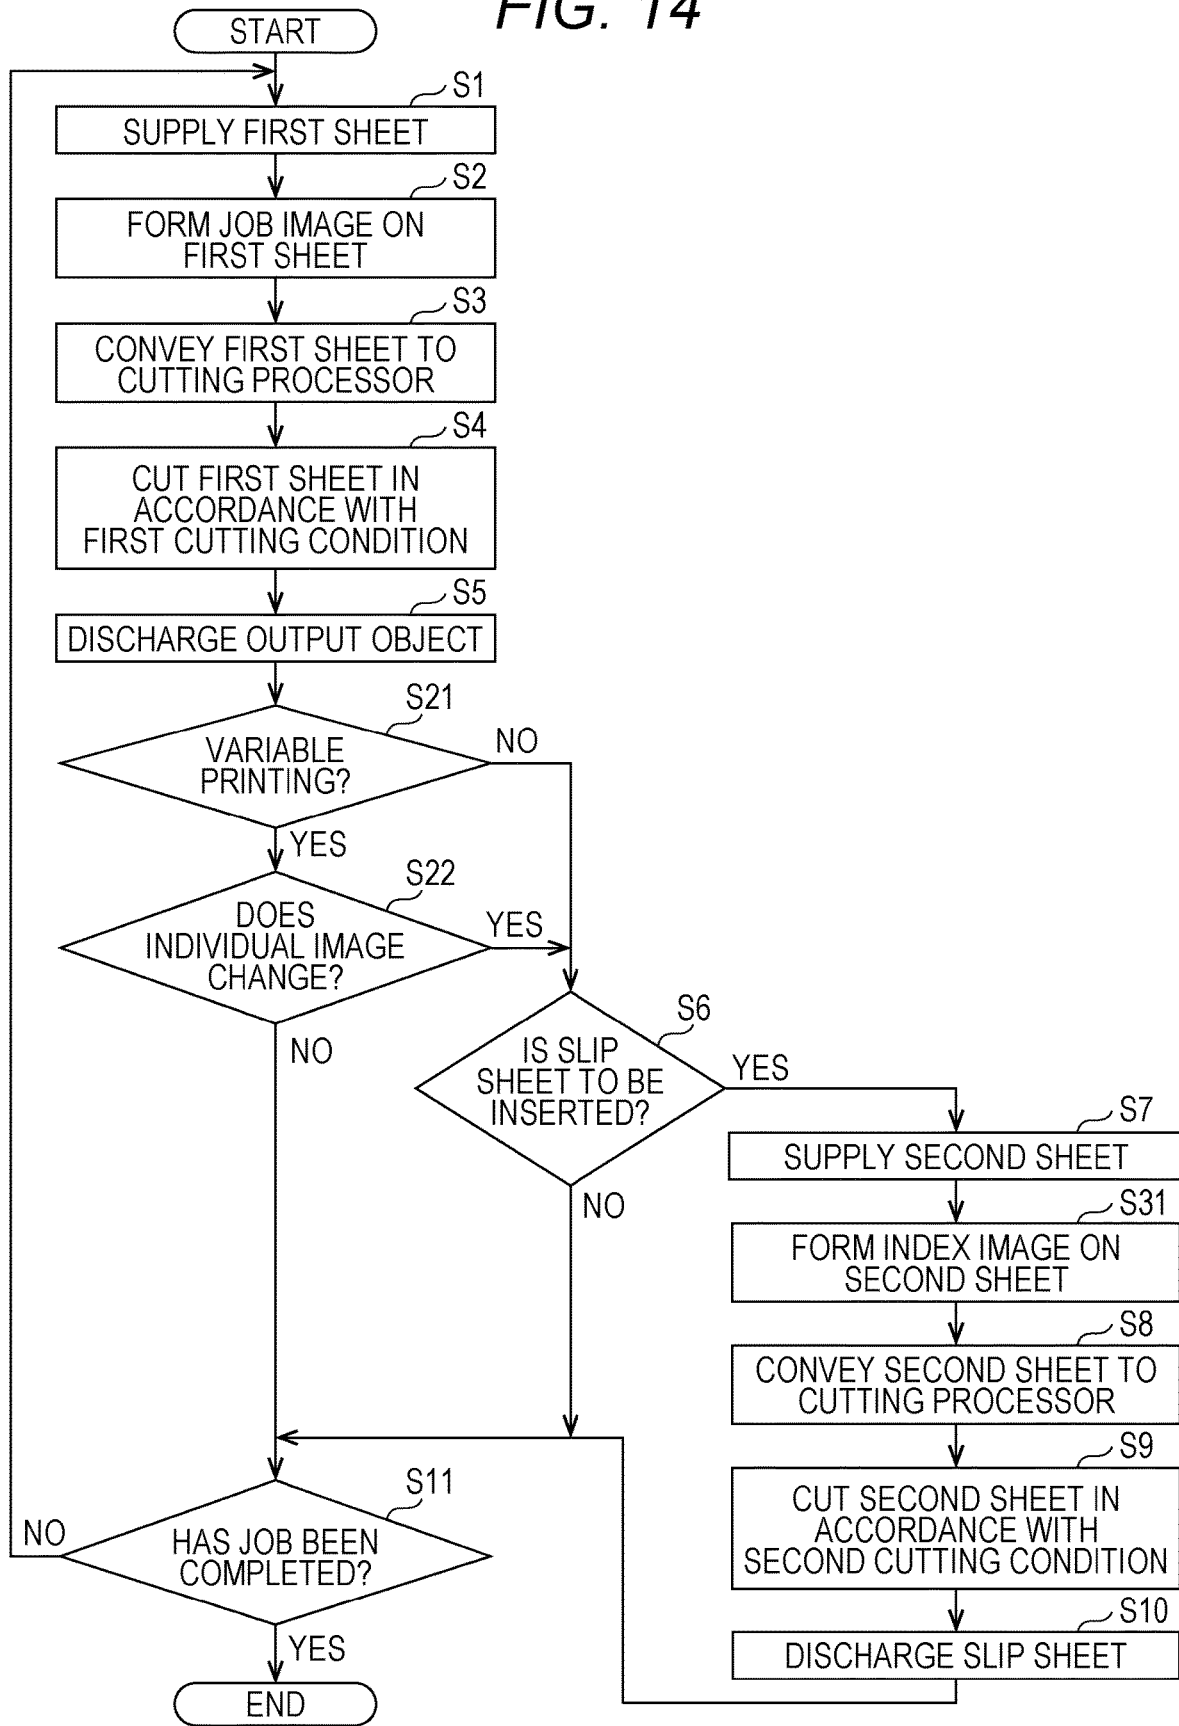 FIG. 14
START
S1
SUPPLY FIRST SHEET
S2
FORM JOB IMAGE ON
FIRST SHEET
S3
CONVEY FIRST SHEET TO
CUTTING PROCESSOR
S4
CUT FIRST SHEET IN
ACCORDANCE WITH
FIRST CUTTING CONDITION
S5
DISCHARGE OUTPUT OBJECT
S21
VARIABLE
PRINTING?
NO
YES
S22
DOES
INDIVIDUAL IMAGE
CHANGE?
YES
NO
S6
IS SLIP
SHEET TO BE
INSERTED?
YES
NO
S7
SUPPLY SECOND SHEET
S31
FORM INDEX IMAGE ON
SECOND SHEET
S8
CONVEY SECOND SHEET TO
CUTTING PROCESSOR
S9
CUT SECOND SHEET IN
ACCORDANCE WITH
SECOND CUTTING CONDITION
S10
DISCHARGE SLIP SHEET
S11
HAS JOB BEEN
COMPLETED?
NO
YES
END